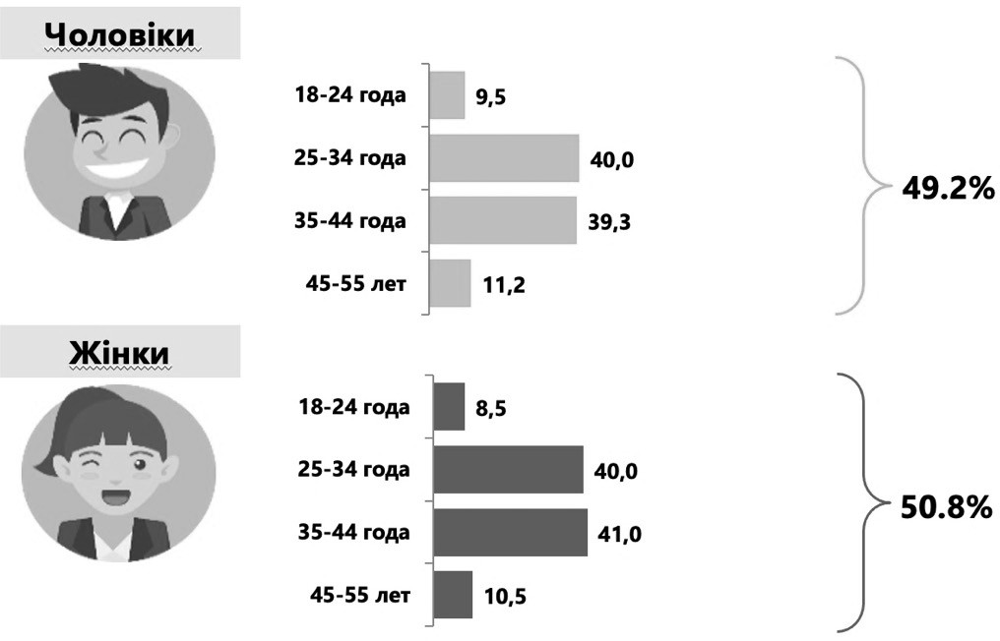 Чоловіки
18-24 года 9,5
25-34 года 40,0
35-44 года 39,3
45-55 лет 11,2
49.2%
Жінки
18-24 года 8,5
25-34 года 40,0
35-44 года 41,0
45-55 лет 10,5
50.8%